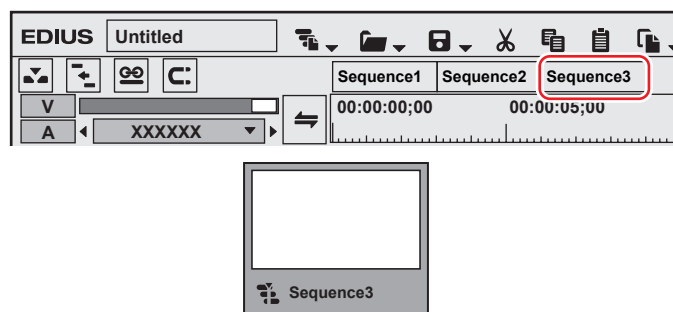 EDIUS Untitled
Sequence1 Sequence2 Sequence3
V 00:00:00;00 00:00:05;00
A XXXXXX
Sequence3